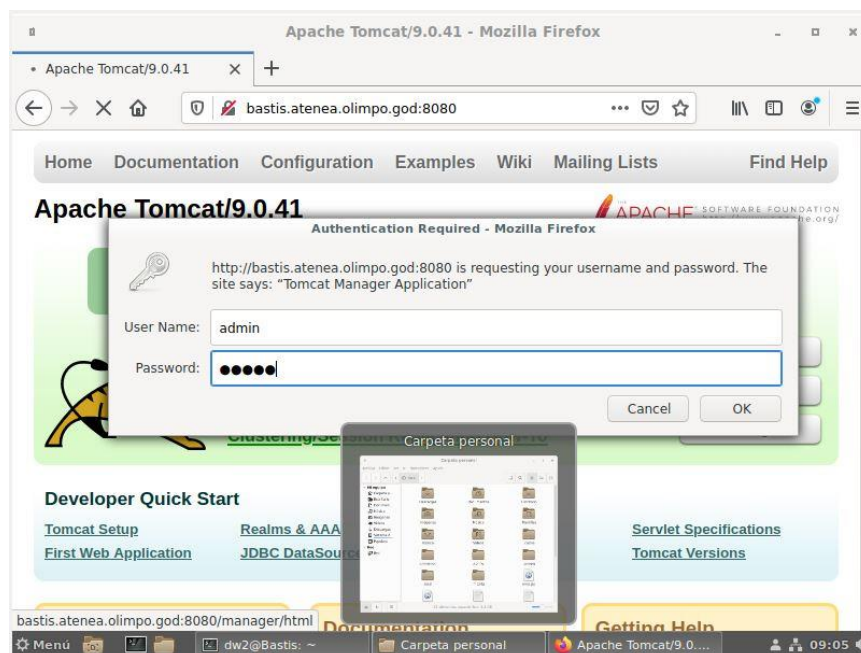 Apache Tomcat/9.0.41 - Mozilla Firefox
Apache Tomcat/9.0.41
bastis.atenea.olimpo.god:8080
Home Documentation Configuration Examples Wiki Mailing Lists Find Help
Apache Tomcat/9.0.41
APACHE SOFTWARE FOUNDATION
Authentication Required - Mozilla Firefox
http://bastis.atenea.olimpo.god:8080 is requesting your username and password. The
site says: “Tomcat Manager Application”
User Name: admin
Password: ●●●●●
Cancel OK
Carpeta personal
Developer Quick Start
Tomcat Setup Realms & AAA Servlet Specifications
First Web Application JDBC DataSour Tomcat Versions
bastis.atenea.olimpo.god:8080/manager/html Documentation Getting Help
Menú dw2@Bastis: ~ Carpeta personal Apache Tomcat/9.0.... 09:05